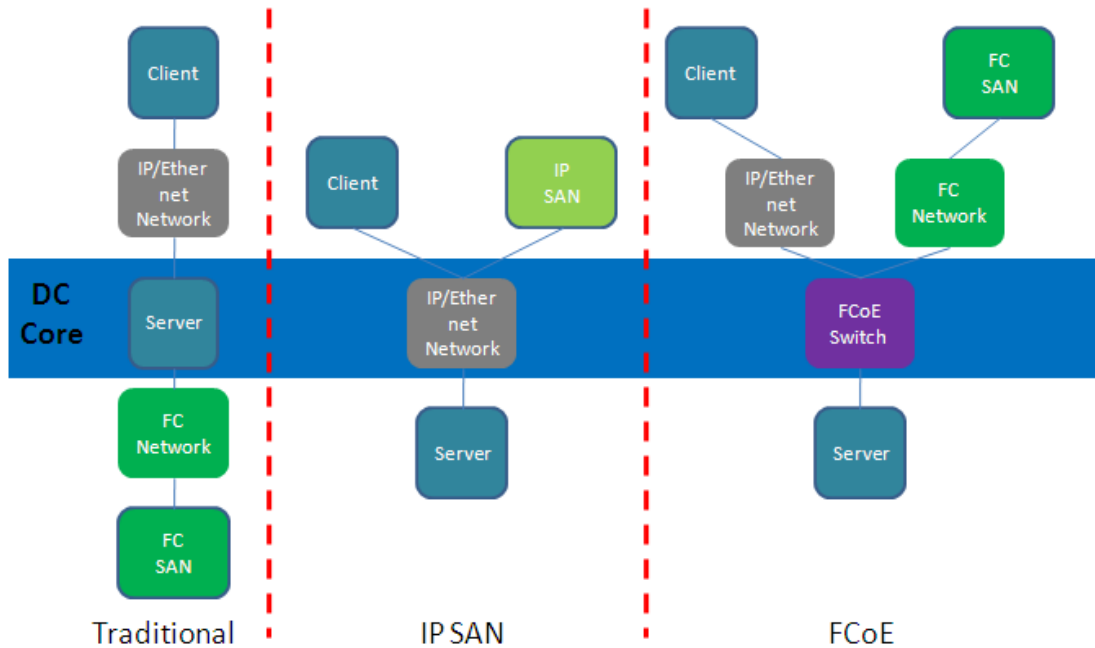 Client
IP/Ether
net
Network
DC
Core
Server
FC
Network
FC
SAN
Traditional
Client
IP
SAN
IP/Ether
net
Network
Server
IP SAN
Client
FC
SAN
IP/Ether
net
Network
FC
Network
FCoE
Switch
Server
FCoE